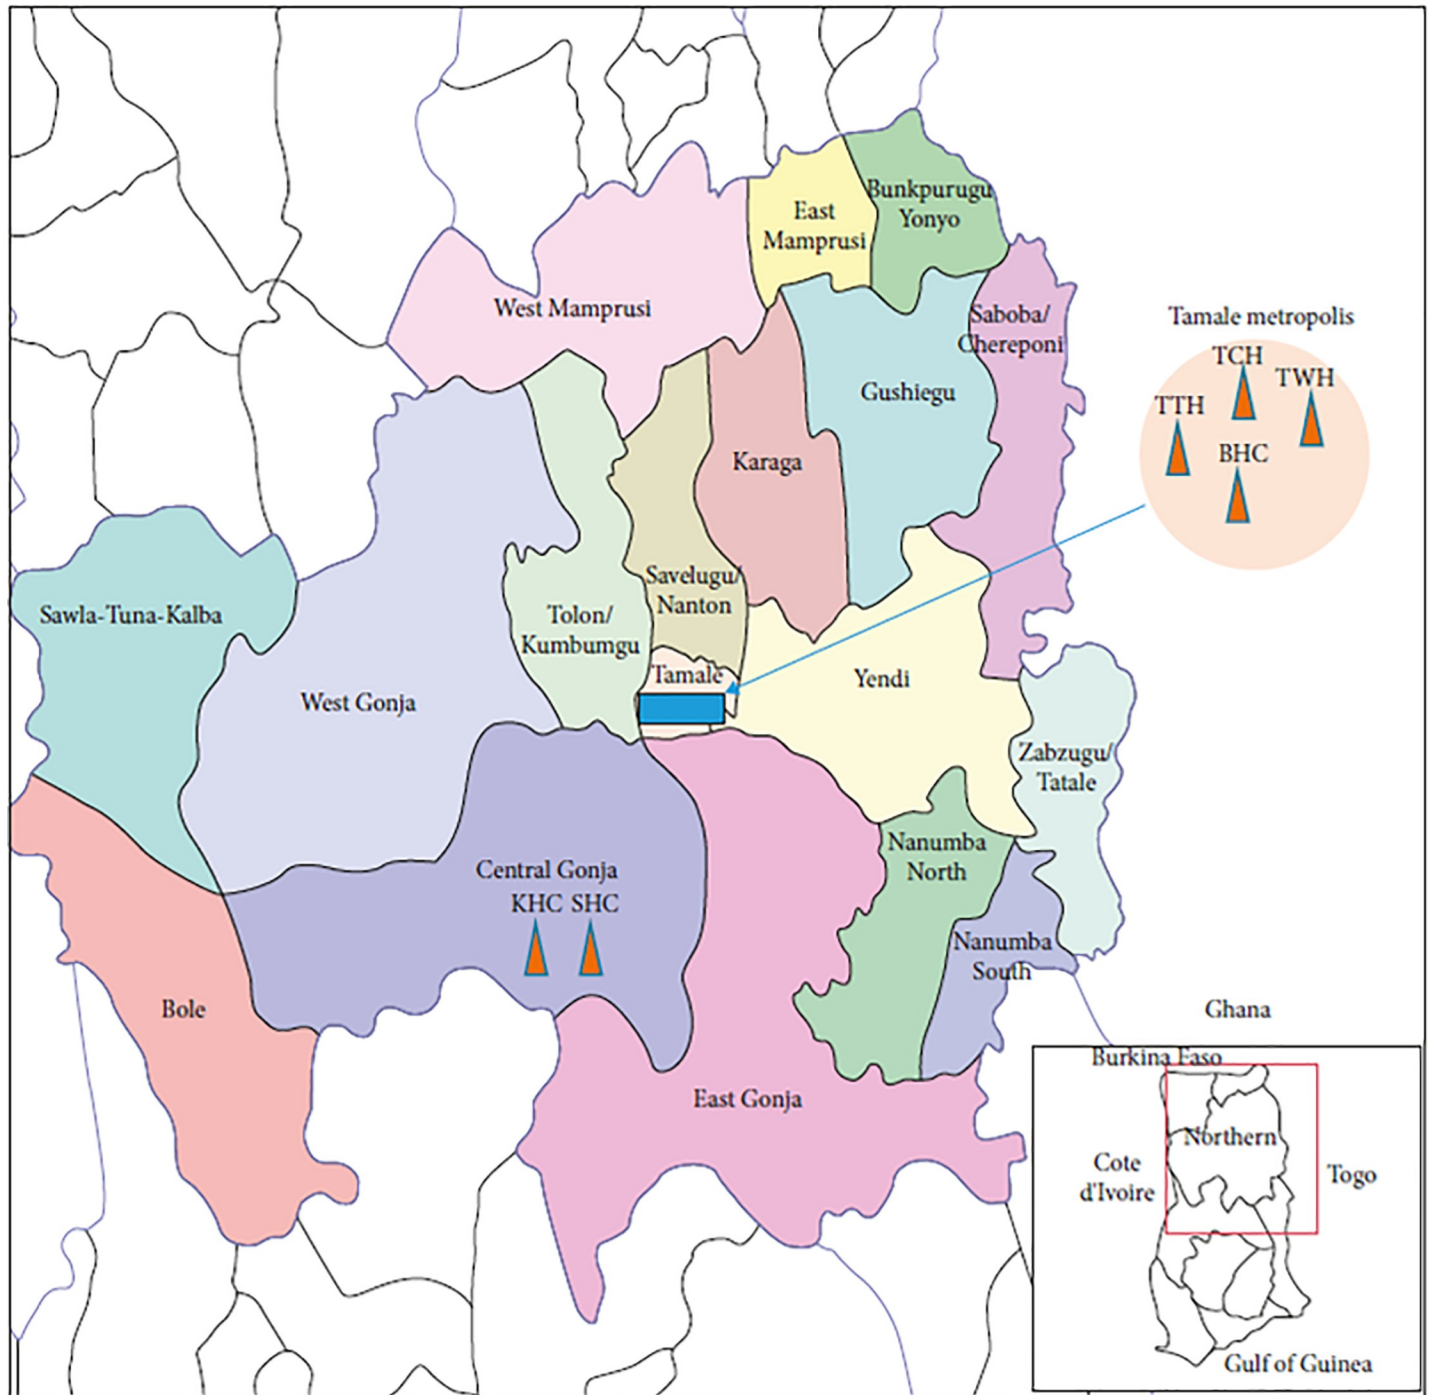 East
Mamprusi
Bunkpurugu
Yonyo
West Mamprusi
Saboba/
Chereponi
Tamale metropolis
TCH
TWH
TTH
BHC
Gushiegu
Karaga
Savelugu/
Nanton
Sawla-Tuna-Kalba
Tolon/
Kumbumgu
Tamale
West Gonja
Yendi
Zabzugu/
Tatale
Nanumba
North
Central Gonja
KHC SHC
Nanumba
South
Bole
East Gonja
Ghana
Burkina Faso
Northern
Cote
d'Ivoire
Togo
Gulf of Guinea